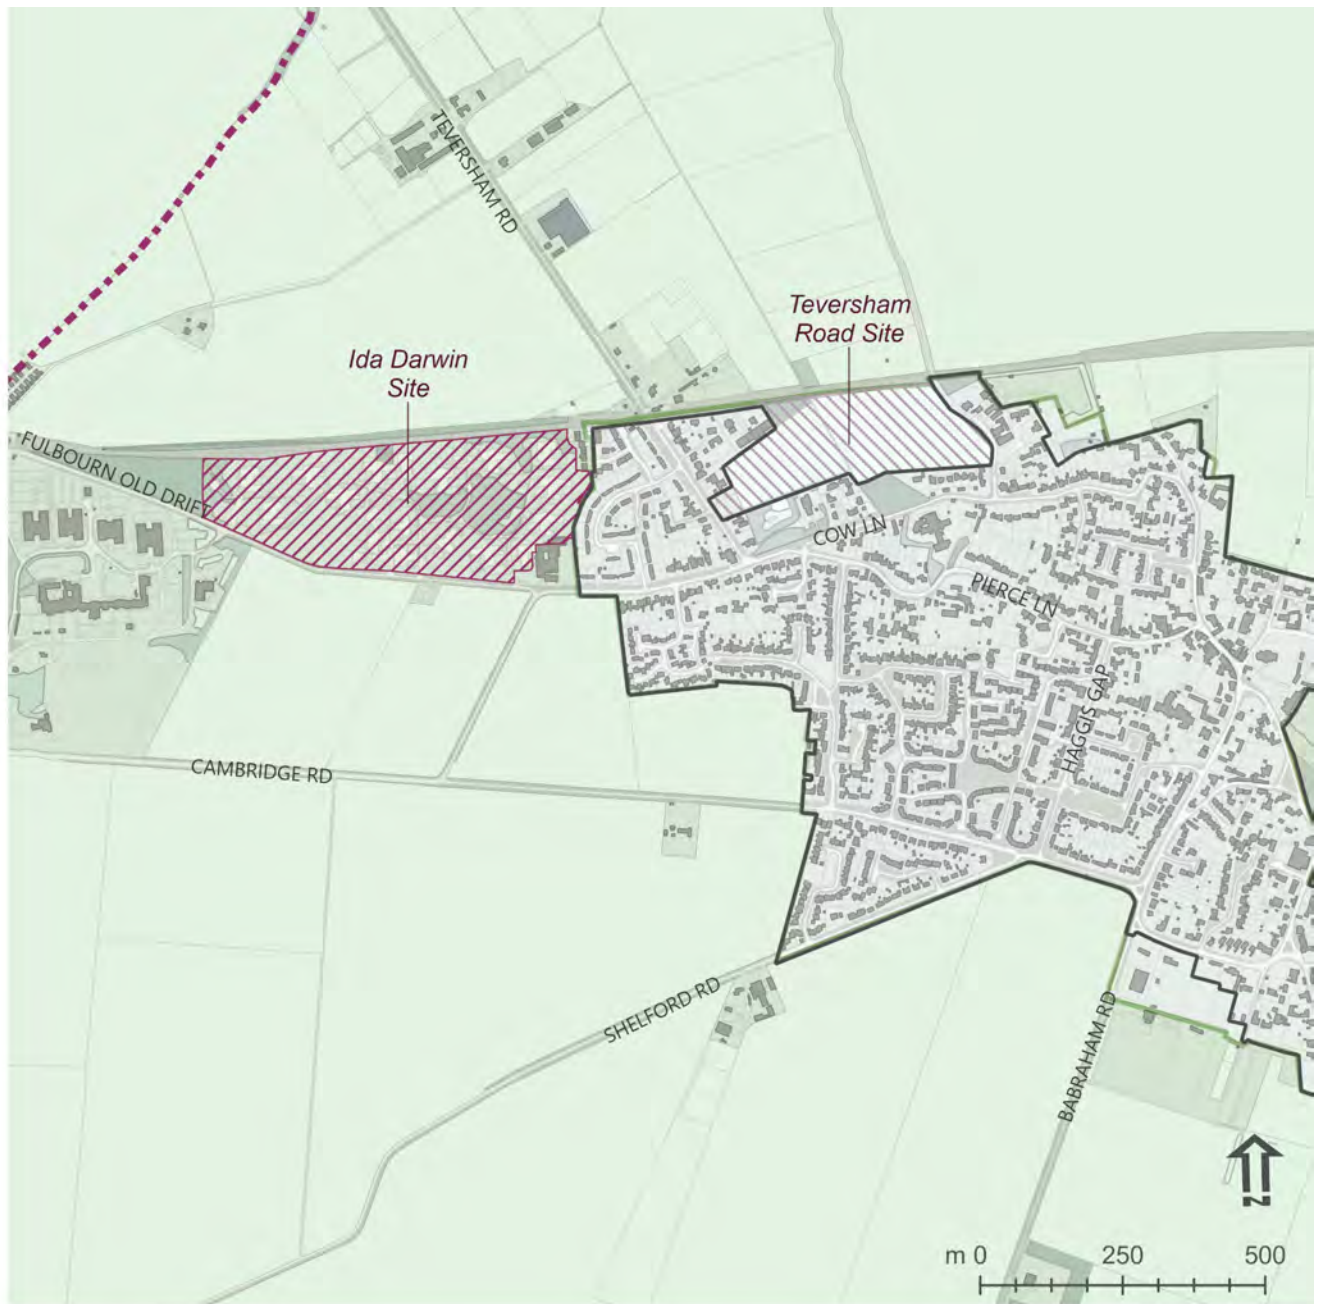 TEVERSHAM RD
Teversham
Road Site
Ida Darwin
Site
FULBOURN OLD DRIFT
COW LN
PIERCE LN
HAGGIS GAP
CAMBRIDGE RD
SHELFORD RD
BABRAHAM RD
N
m 0 250 500